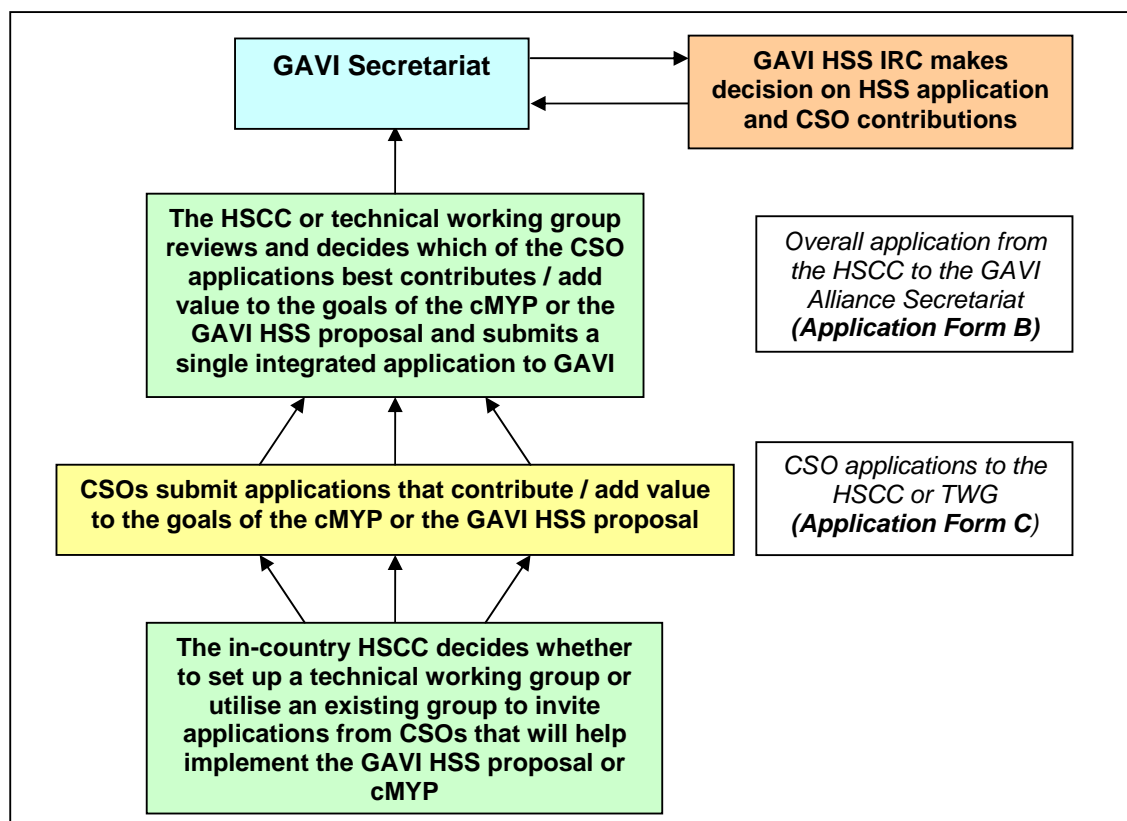 GAVI Secretariat
GAVI HSS IRC makes
decision on HSS application
and CSO contributions
The HSCC or technical working group
reviews and decides which of the CSO
applications best contributes / add
value to the goals of the cMYP or the
GAVI HSS proposal and submits a
single integrated application to GAVI
Overall application from
the HSCC to the GAVI
Alliance Secretariat
(Application Form B)
CSOs submit applications that contribute / add value
to the goals of the cMYP or the GAVI HSS proposal
CSO applications to the
HSCC or TWG
(Application Form C)
The in-country HSCC decides whether
to set up a technical working group or
utilise an existing group to invite
applications from CSOs that will help
implement the GAVI HSS proposal or
cMYP